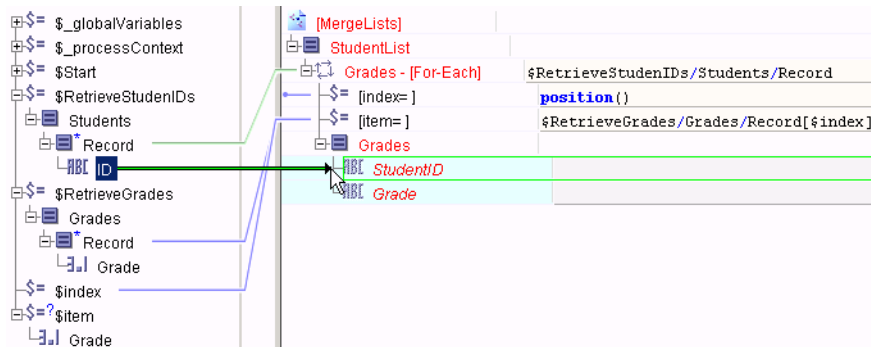 $_globalVariables
$_processContext
$Start
$RetrieveStudenIDs
Students
Record
ID
$RetrieveGrades
Grades
Record
Grade
$index
$item
Grade
[MergeLists]
StudentList
Grades - [For-Each] $RetrieveStudenIDs/Students/Record
[index= ] position()
[item= ] $RetrieveGrades/Grades/Record[$index]
Grades
StudentID
Grade